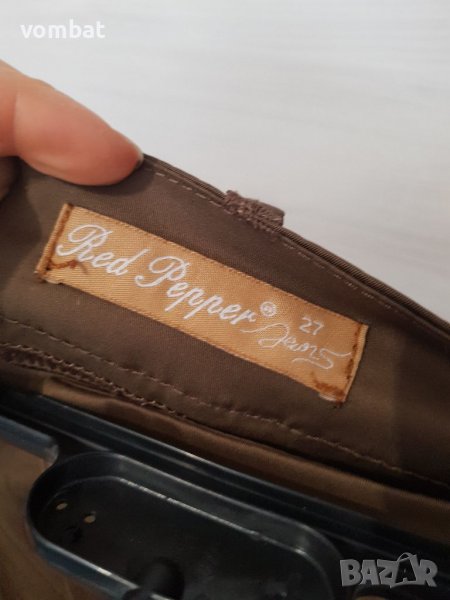 vombat
Red Pepper ® 27
Jeans
BAZAR